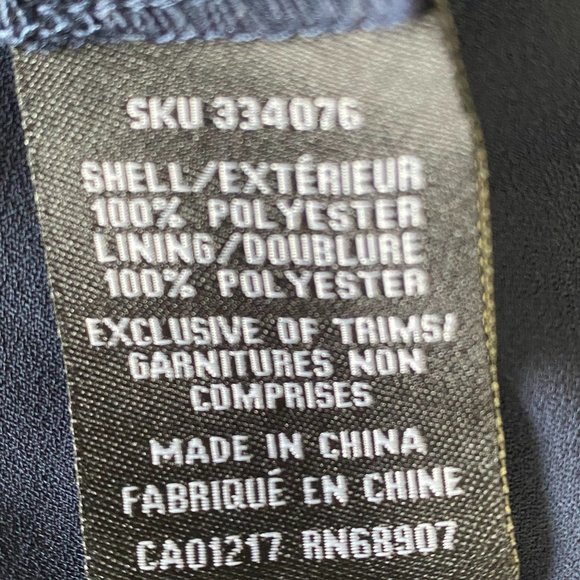 SKU 334076
SHELL/EXTÉRIEUR
100% POLYESTER
LINING/DOUBLURE
100% POLYESTER
EXCLUSIVE OF TRIMS/
GARNITURES NON
COMPRISES
MADE IN CHINA
FABRIQUÉ EN CHINE
CA01217 RN68907